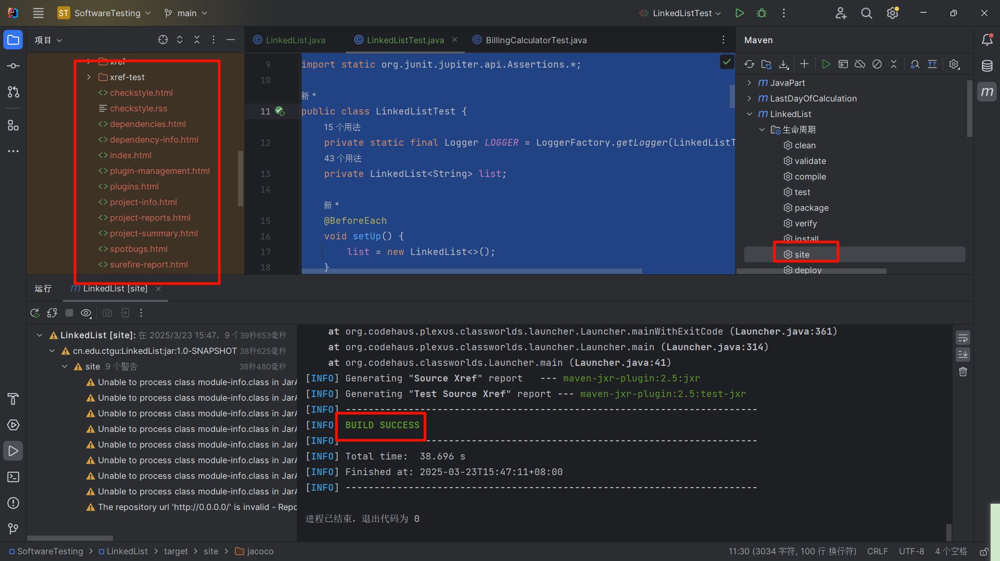 ST SoftwareTesting main LinkedListTest
项目
LinkedList.java LinkedListTest.java BillingCalculatorTest.java
Maven
xref
xref-test
checkstyle.html
checkstyle.rss
dependencies.html
dependency-info.html
index.html
plugin-management.html
plugins.html
project-info.html
project-reports.html
project-summary.html
spotbugs.html
surefire-report.html
9 import static org.junit.jupiter.api.Assertions.*;
10
新 *
11 public class LinkedListTest {
15 个用法
12 private static final Logger LOGGER = LoggerFactory.getLogger(LinkedListT
43 个用法
13 private LinkedList<String> list;
14
新 *
15 @BeforeEach
16 void setUp() {
17 list = new LinkedList<>();
18 }
m JavaPart
m LastDayOfCalculation
m LinkedList
生命周期
clean
validate
compile
test
package
verify
install
site
deploy
m
运行 m LinkedList [site]
LinkedList [site]: 在 2025/3/23 15:47，9 个 39秒653毫秒
cn.edu.ctgu:LinkedList:jar:1.0-SNAPSHOT 38秒625毫秒
site 9 个警告 38秒480毫秒
Unable to process class module-info.class in JarA
Unable to process class module-info.class in JarA
Unable to process class module-info.class in JarA
Unable to process class module-info.class in JarA
Unable to process class module-info.class in JarA
Unable to process class module-info.class in JarA
Unable to process class module-info.class in JarA
Unable to process class module-info.class in JarA
The repository url 'http://0.0.0.0/' is invalid - Repo
at org.codehaus.plexus.classworlds.launcher.Launcher.mainWithExitCode (Launcher.java:361)
at org.codehaus.plexus.classworlds.launcher.Launcher.main (Launcher.java:314)
at org.codehaus.classworlds.Launcher.main (Launcher.java:41)
[INFO] Generating "Source Xref" report --- maven-jxr-plugin:2.5:jxr
[INFO] Generating "Test Source Xref" report --- maven-jxr-plugin:2.5:test-jxr
[INFO] ------------------------------------------------------------------------
[INFO] BUILD SUCCESS
[INFO] ------------------------------------------------------------------------
[INFO] Total time:  38.696 s
[INFO] Finished at: 2025-03-23T15:47:11+08:00
[INFO] ------------------------------------------------------------------------
进程已结束，退出代码为 0
SoftwareTesting > LinkedList > target > site > jacoco
11:30 (3034 字符, 100 行 换行符) CRLF UTF-8 4 个空格